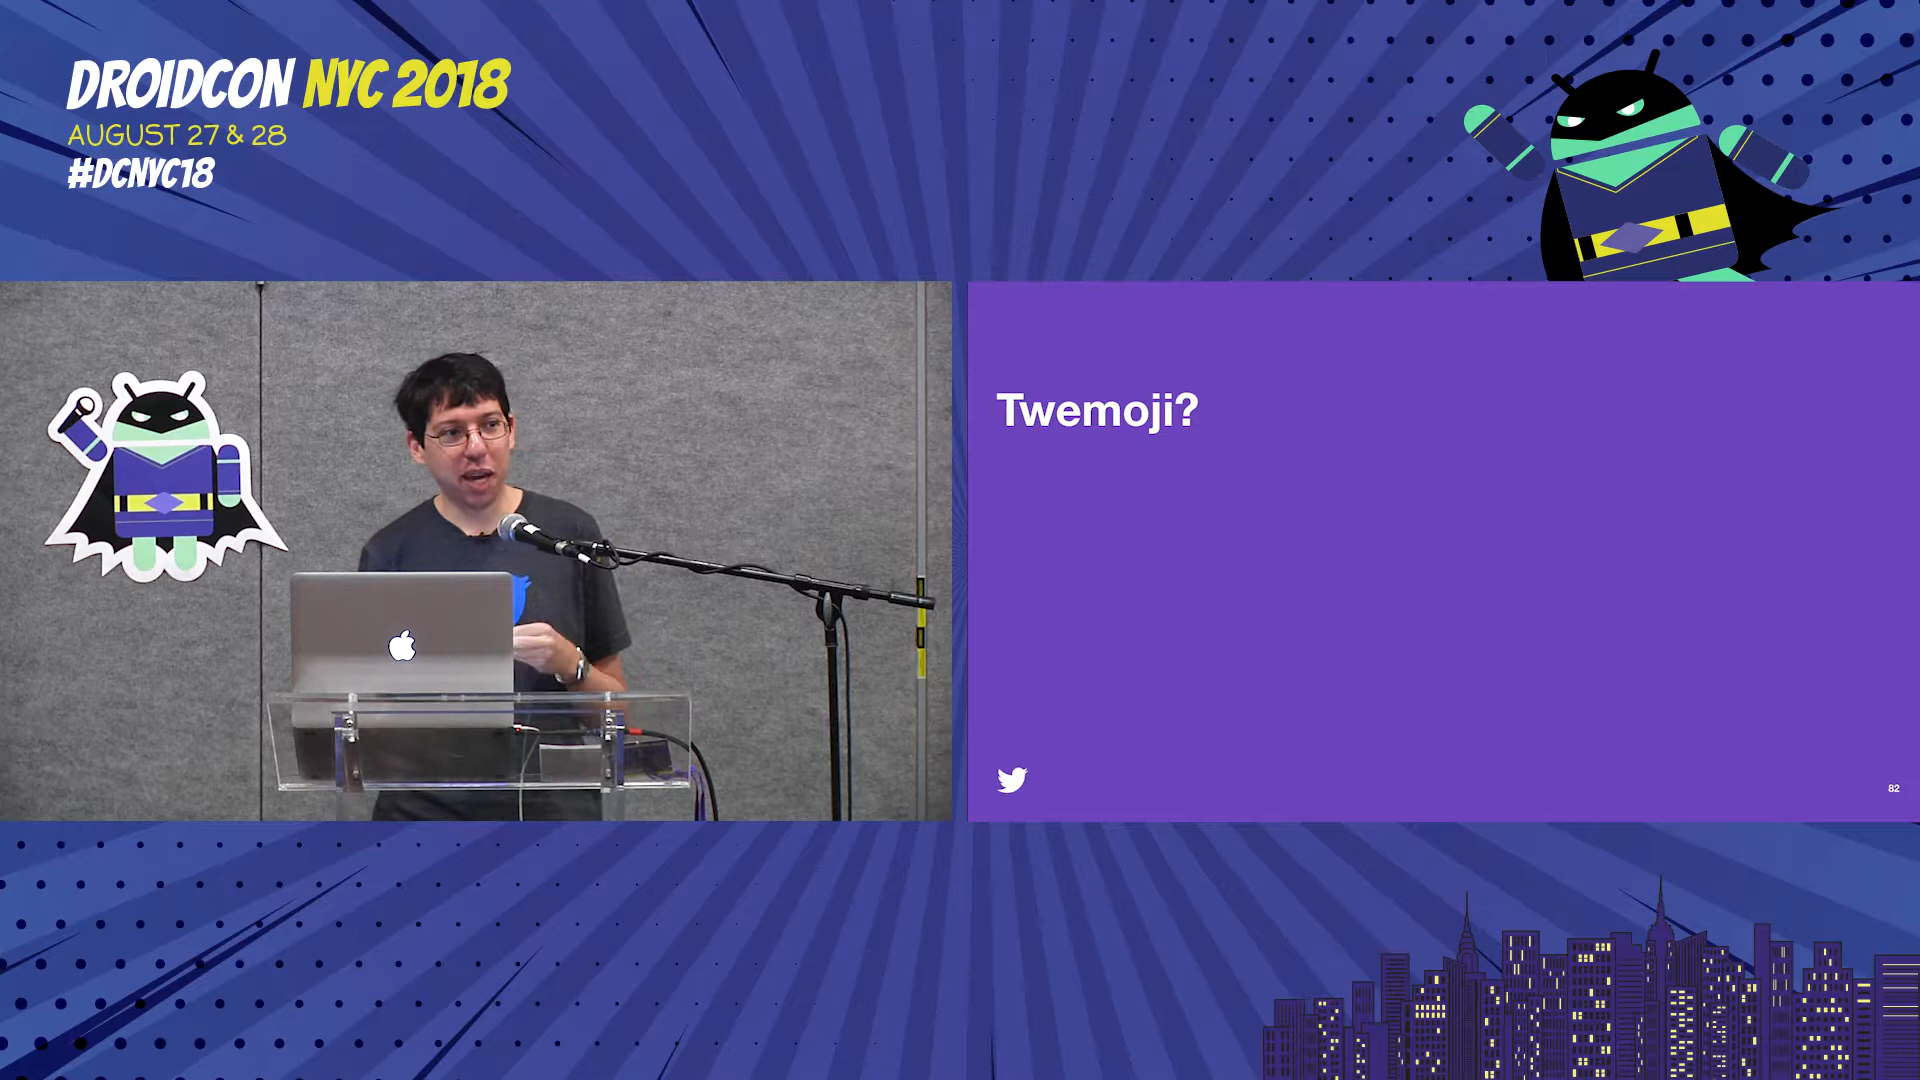 DROIDCON NYC 2018
AUGUST 27 & 28
#DCNYC18
Twemoji?
82